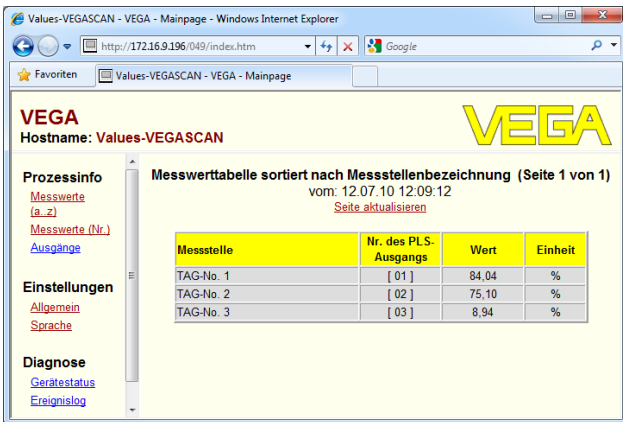 Values-VEGASCAN - VEGA - Mainpage - Windows Internet Explorer
http://172.16.9.196/049/index.htm
Google
Favoriten
Values-VEGASCAN - VEGA - Mainpage
VEGA
Hostname: Values-VEGASCAN
VEGA
Prozessinfo
Messwerte
(a..z)
Messwerte (Nr.)
Ausgänge
Einstellungen
Allgemein
Sprache
Diagnose
Gerätestatus
Ereignislog
Messwerttabelle sortiert nach Messstellenbezeichnung (Seite 1 von 1)
vom: 12.07.10 12:09:12
Seite aktualisieren
Messstelle Nr. des PLS-Ausgangs Wert Einheit
TAG-No. 1 [ 01 ] 84,04 %
TAG-No. 2 [ 02 ] 75,10 %
TAG-No. 3 [ 03 ] 8,94 %